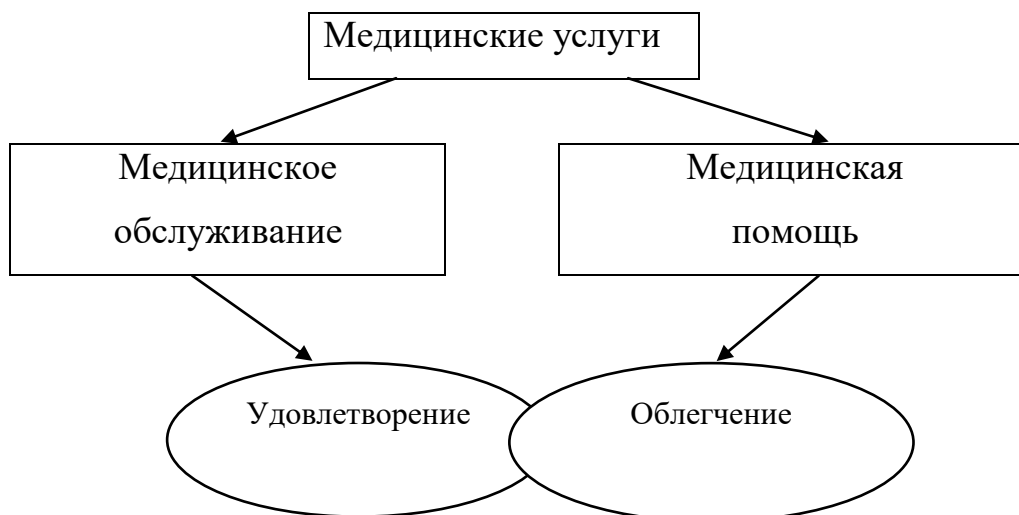 Медицинские услуги
Медицинское
обслуживание
Медицинская
помощь
Удовлетворение
Облегчение